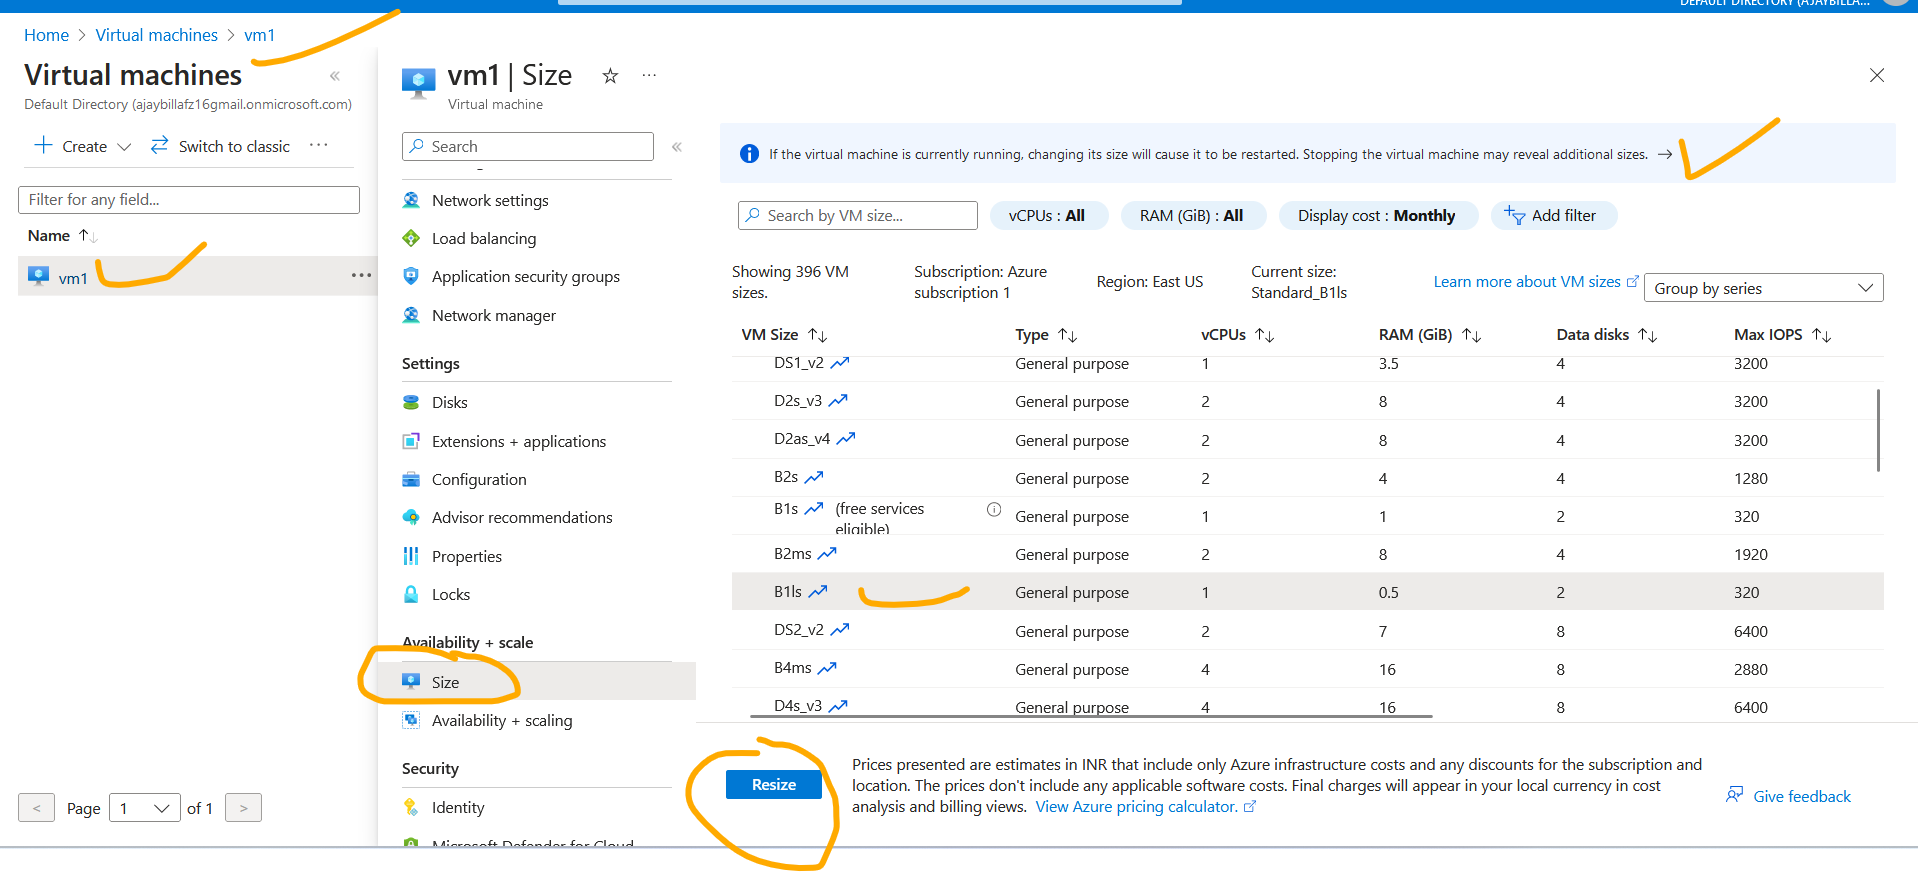 DEFAULT DIRECTORY (AJAYBILLA...
Home > Virtual machines > vm1
Virtual machines «
Default Directory (ajaybillafz16gmail.onmicrosoft.com)
+ Create Switch to classic ...
Filter for any field...
Name ↑↓
vm1 ...
< Page 1 of 1 >
vm1 | Size ☆ ...
Virtual machine
Search «
Network settings
Load balancing
Application security groups
Network manager
Settings
Disks
Extensions + applications
Configuration
Advisor recommendations
Properties
Locks
Availability + scale
Size
Availability + scaling
Security
Identity
Microsoft Defender for Cloud
If the virtual machine is currently running, changing its size will cause it to be restarted. Stopping the virtual machine may reveal additional sizes. →
Search by VM size... vCPUs : All RAM (GiB) : All Display cost : Monthly Add filter
Showing 396 VM
sizes.
Subscription: Azure
subscription 1
Region: East US
Current size:
Standard_B1ls
Learn more about VM sizes
Group by series
VM Size ↑↓ Type ↑↓ vCPUs ↑↓ RAM (GiB) ↑↓ Data disks ↑↓ Max IOPS ↑↓
DS1_v2 General purpose 1 3.5 4 3200
D2s_v3 General purpose 2 8 4 3200
D2as_v4 General purpose 2 8 4 3200
B2s General purpose 2 4 4 1280
B1s (free services
eligible) General purpose 1 1 2 320
B2ms General purpose 2 8 4 1920
B1ls General purpose 1 0.5 2 320
DS2_v2 General purpose 2 7 8 6400
B4ms General purpose 4 16 8 2880
D4s_v3 General purpose 4 16 8 6400
Resize
Prices presented are estimates in INR that include only Azure infrastructure costs and any discounts for the subscription and
location. The prices don't include any applicable software costs. Final charges will appear in your local currency in cost
analysis and billing views. View Azure pricing calculator.
Give feedback